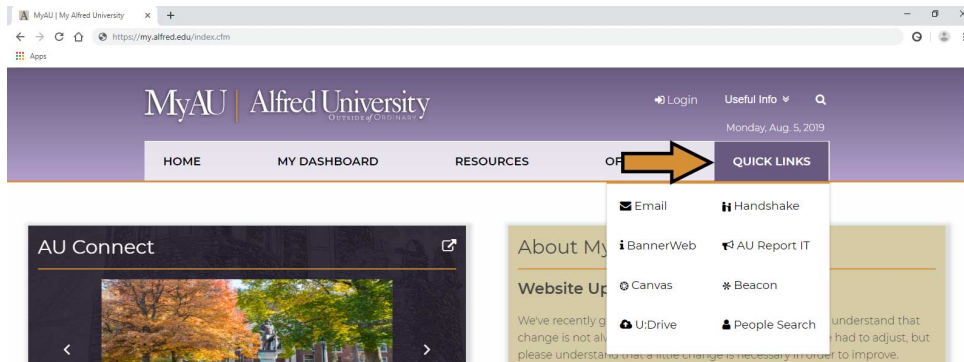 MyAU | My Alfred University
https://my.alfred.edu/index.cfm
Apps
MyAU | Alfred University
OUTSIDE of ORDINARY
Login Useful Info
Monday, Aug. 5, 2019
HOME MY DASHBOARD RESOURCES OF QUICK LINKS
Email Handshake
BannerWeb AU Report IT
Canvas Beacon
U:Drive People Search
AU Connect
About My
Website Up
We've recently g understand that
change is not al had to adjust, but
please understand that a little change is necessary in order to improve.